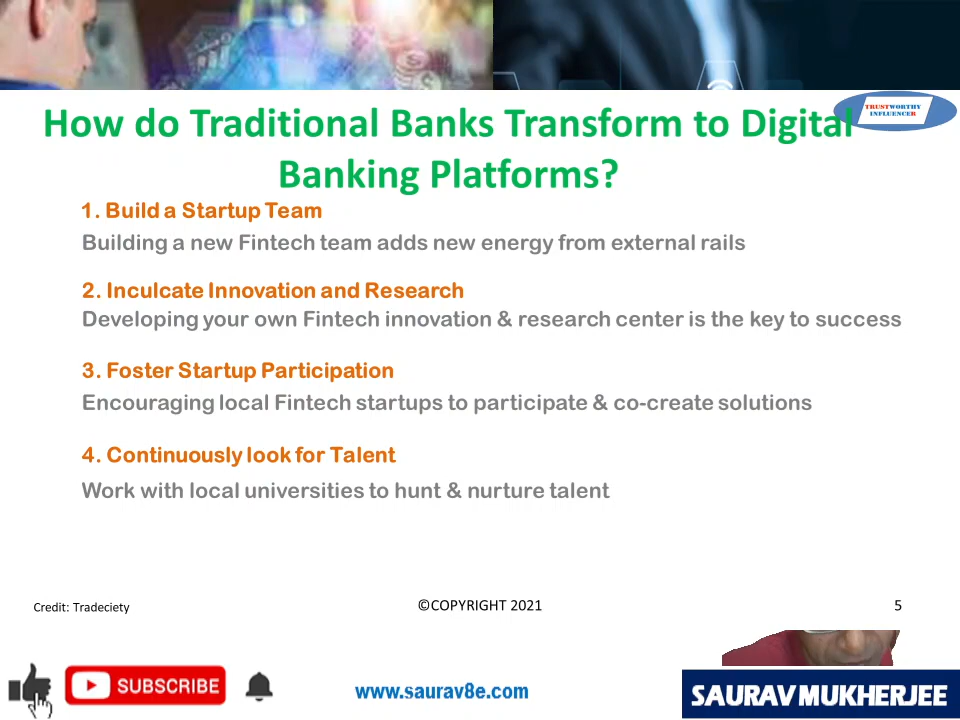 TRUSTWORTHY
INFLUENCER
How do Traditional Banks Transform to Digital
Banking Platforms?
1. Build a Startup Team
Building a new Fintech team adds new energy from external rails
2. Inculcate Innovation and Research
Developing your own Fintech innovation & research center is the key to success
3. Foster Startup Participation
Encouraging local Fintech startups to participate & co-create solutions
4. Continuously look for Talent
Work with local universities to hunt & nurture talent
Credit: Tradeciety
©COPYRIGHT 2021
5
SUBSCRIBE
www.saurav8e.com
SAURAV MUKHERJEE